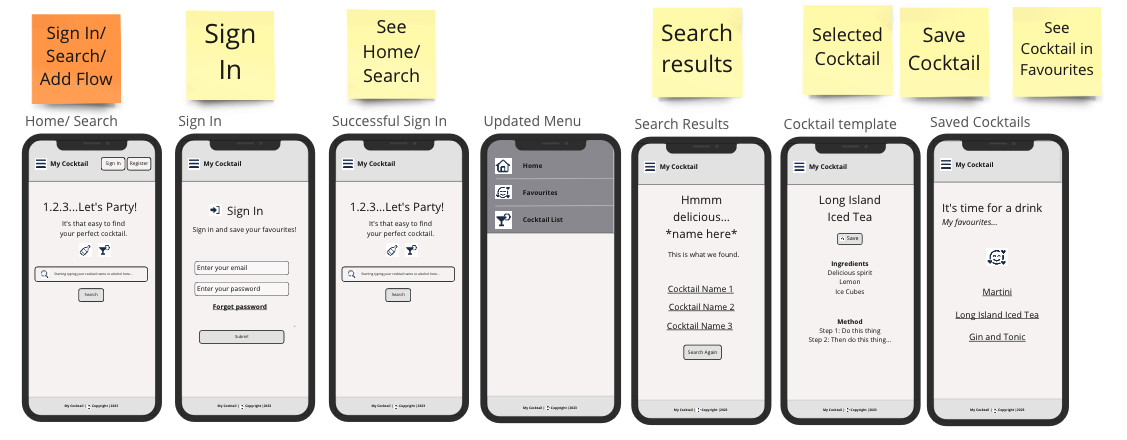 Sign In/
Search/
Add Flow
Sign
In
See
Home/
Search
Search
results
Selected
Cocktail
Save
Cocktail
See
Cocktail in
Favourites
Home/ Search
My Cocktail
Sign in
Register
1.2.3...Let's Party!
It's that easy to find
your perfect cocktail.
Starting typing your cocktail name or alcohol here...
Search
My Cocktail | Copyright |2023
Sign In
My Cocktail
Sign In
Sign in and save your favourites!
Enter your email
Enter your password
Forgot password
Submit
My Cocktail | Copyright |2023
Successful Sign In
My Cocktail
1.2.3...Let's Party!
It's that easy to find
your perfect cocktail.
Starting typing your cocktail name or alcohol here...
Search
My Cocktail | Copyright |2023
Updated Menu
Home
Favourites
Cocktail List
My Cocktail | Copyright |2023
Search Results
My Cocktail
Hmmm
delicious...
*name here*
This is what we found.
Cocktail Name 1
Cocktail Name 2
Cocktail Name 3
Search Again
My Cocktail | Copyright |2023
Cocktail template
My Cocktail
Long Island
Iced Tea
Save
Ingredients
Delicious spirit
Lemon
Ice Cubes
Method
Step 1: Do this thing
Step 2: Then do this thing...
My Cocktail | Copyright |2023
Saved Cocktails
My Cocktail
It's time for a drink
My favourites...
Martini
Long Island Iced Tea
Gin and Tonic
My Cocktail | Copyright |2023